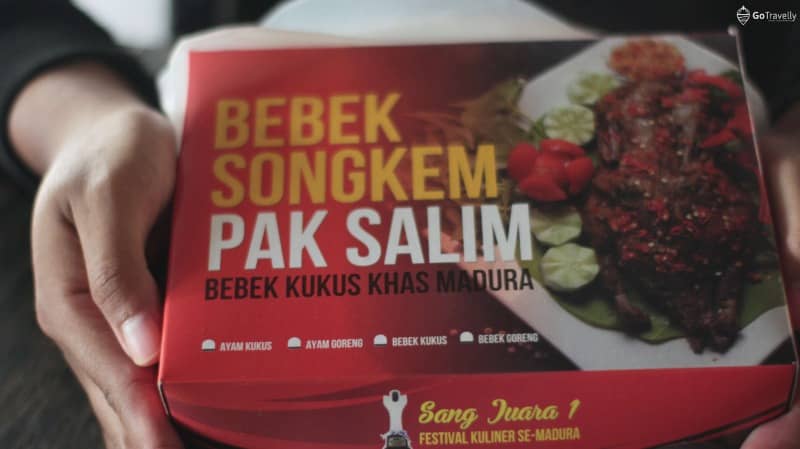 GoTravelly
BEBEK
SONGKEM
PAK SALIM
BEBEK KUKUS KHAS MADURA
AYAM KUKUS AYAM GORENG BEBEK KUKUS BEBEK GORENG
Sang Juara 1
FESTIVAL KULINER SE-MADURA